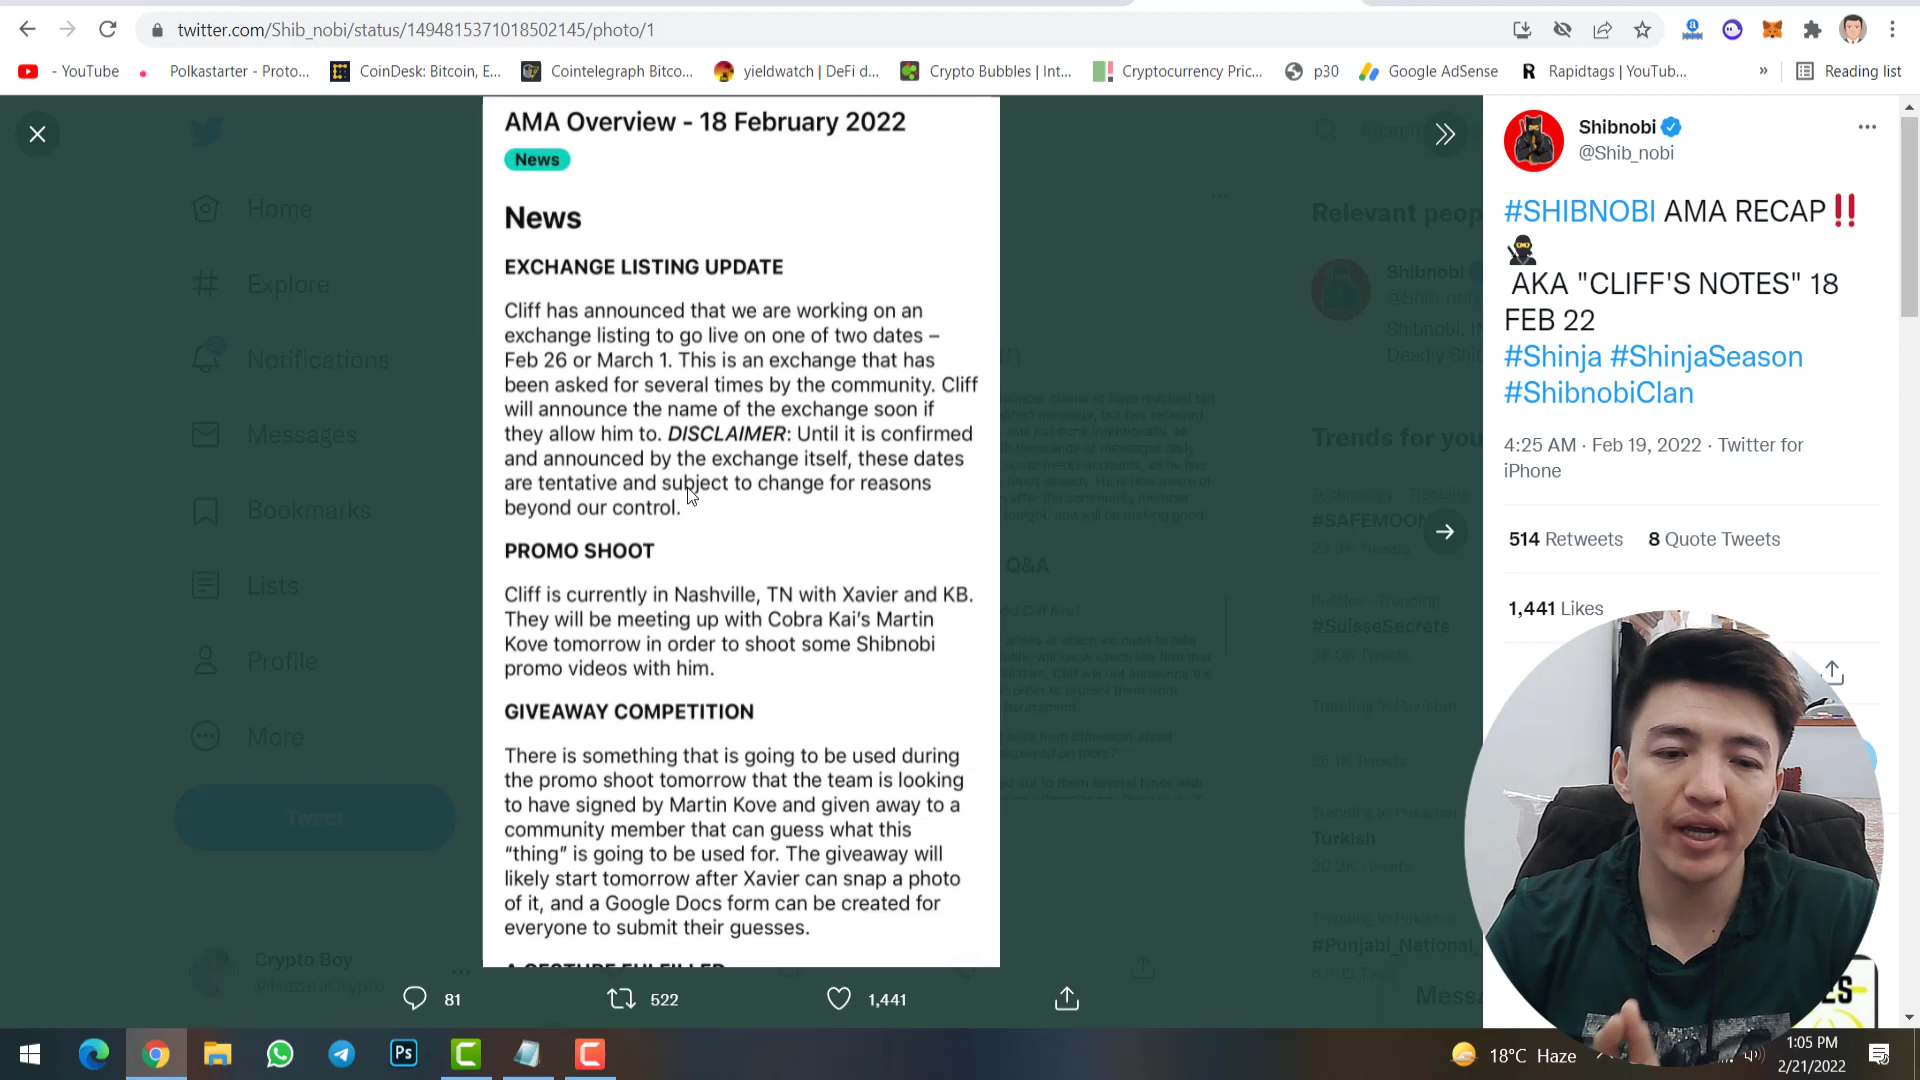 twitter.com/Shib_nobi/status/1494815371018502145/photo/1
- YouTube
Polkastarter - Proto...
CoinDesk: Bitcoin, E...
Cointelegraph Bitco...
yieldwatch | DeFi d...
Crypto Bubbles | Int...
Cryptocurrency Pric...
p30
Google AdSense
Rapidtags | YouTub...
»
Reading list
AMA Overview - 18 February 2022
News
News
EXCHANGE LISTING UPDATE
Cliff has announced that we are working on an
exchange listing to go live on one of two dates –
Feb 26 or March 1. This is an exchange that has
been asked for several times by the community. Cliff
will announce the name of the exchange soon if
they allow him to. DISCLAIMER: Until it is confirmed
and announced by the exchange itself, these dates
are tentative and subject to change for reasons
beyond our control.
PROMO SHOOT
Cliff is currently in Nashville, TN with Xavier and KB.
They will be meeting up with Cobra Kai's Martin
Kove tomorrow in order to shoot some Shibnobi
promo videos with him.
GIVEAWAY COMPETITION
There is something that is going to be used during
the promo shoot tomorrow that the team is looking
to have signed by Martin Kove and given away to a
community member that can guess what this
“thing” is going to be used for. The giveaway will
likely start tomorrow after Xavier can snap a photo
of it, and a Google Docs form can be created for
everyone to submit their guesses.
81
522
1,441
Home
Explore
Notifications
Messages
Bookmarks
Lists
Profile
More
Tweet
Crypto Boy
@HazaraCrypto
Relevant peop
Shibnobi
Trends for you
#SAFEMOON
#SuisseSecrets
Turkish
#Punjabi_National_
Q&A
Shibnobi
@Shib_nobi
#SHIBNOBI AMA RECAP‼️
🥷
AKA "CLIFF'S NOTES" 18
FEB 22
#Shinja #ShinjaSeason
#ShibnobiClan
4:25 AM · Feb 19, 2022 · Twitter for
iPhone
514 Retweets 8 Quote Tweets
1,441 Likes
18°C Haze
1:05 PM
2/21/2022